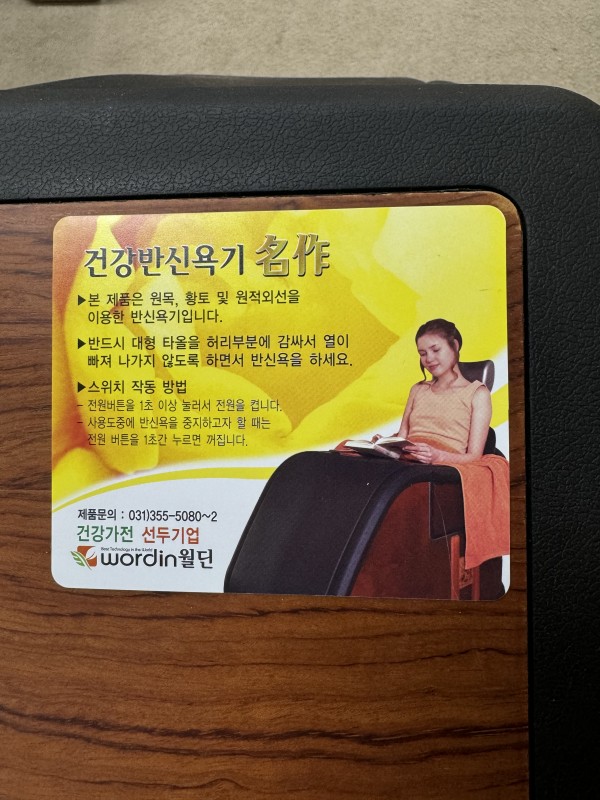 건강반신욕기 名作
▶본 제품은 원목, 황토 및 원적외선을
이용한 반신욕기입니다.
▶반드시 대형 타올을 허리부분에 감싸서 열이
빠져 나가지 않도록 하면서 반신욕을 하세요.
▶스위치 작동 방법
- 전원버튼을 1초 이상 눌러서 전원을 켭니다.
- 사용도중에 반신욕을 중지하고자 할 때는
전원 버튼을 1초간 누르면 꺼집니다.
제품문의 : 031)355-5080~2
건강가전 선두기업
Best Technology in the World
wordin월딘